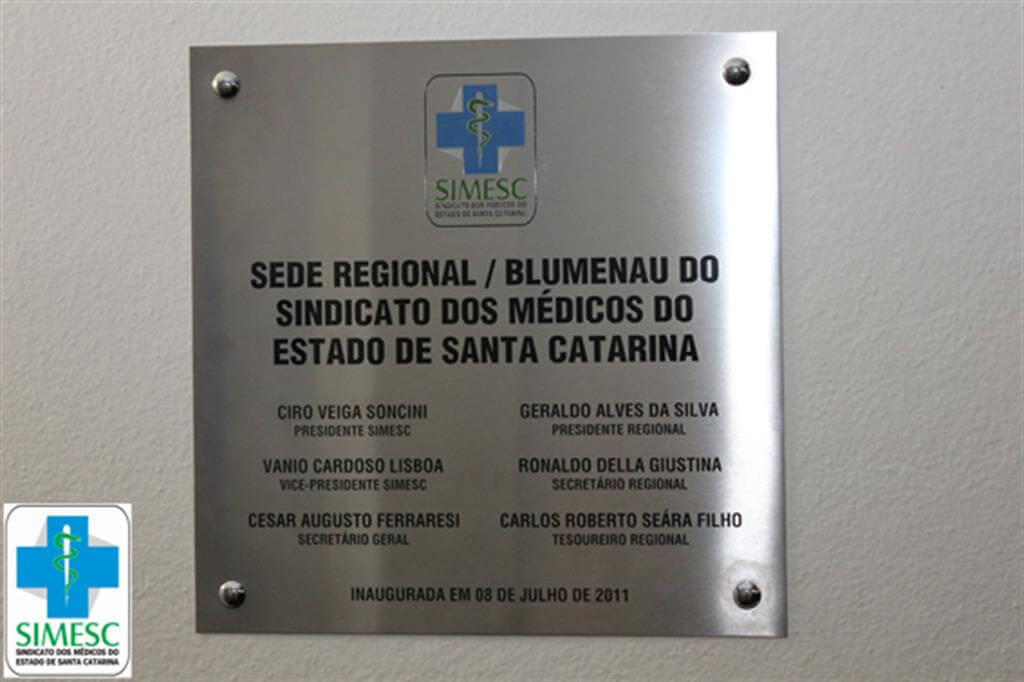 SIMESC
SINDICATO DOS MÉDICOS DO
ESTADO DE SANTA CATARINA
SEDE REGIONAL / BLUMENAU DO
SINDICATO DOS MÉDICOS DO
ESTADO DE SANTA CATARINA
CIRO VEIGA SONCINI
PRESIDENTE SIMESC
GERALDO ALVES DA SILVA
PRESIDENTE REGIONAL
VANIO CARDOSO LISBOA
VICE-PRESIDENTE SIMESC
RONALDO DELLA GIUSTINA
SECRETÁRIO REGIONAL
CESAR AUGUSTO FERRARESI
SECRETÁRIO GERAL
CARLOS ROBERTO SEÁRA FILHO
TESOUREIRO REGIONAL
INAUGURADA EM 08 DE JULHO DE 2011
SIMESC
SINDICATO DOS MÉDICOS DO
ESTADO DE SANTA CATARINA